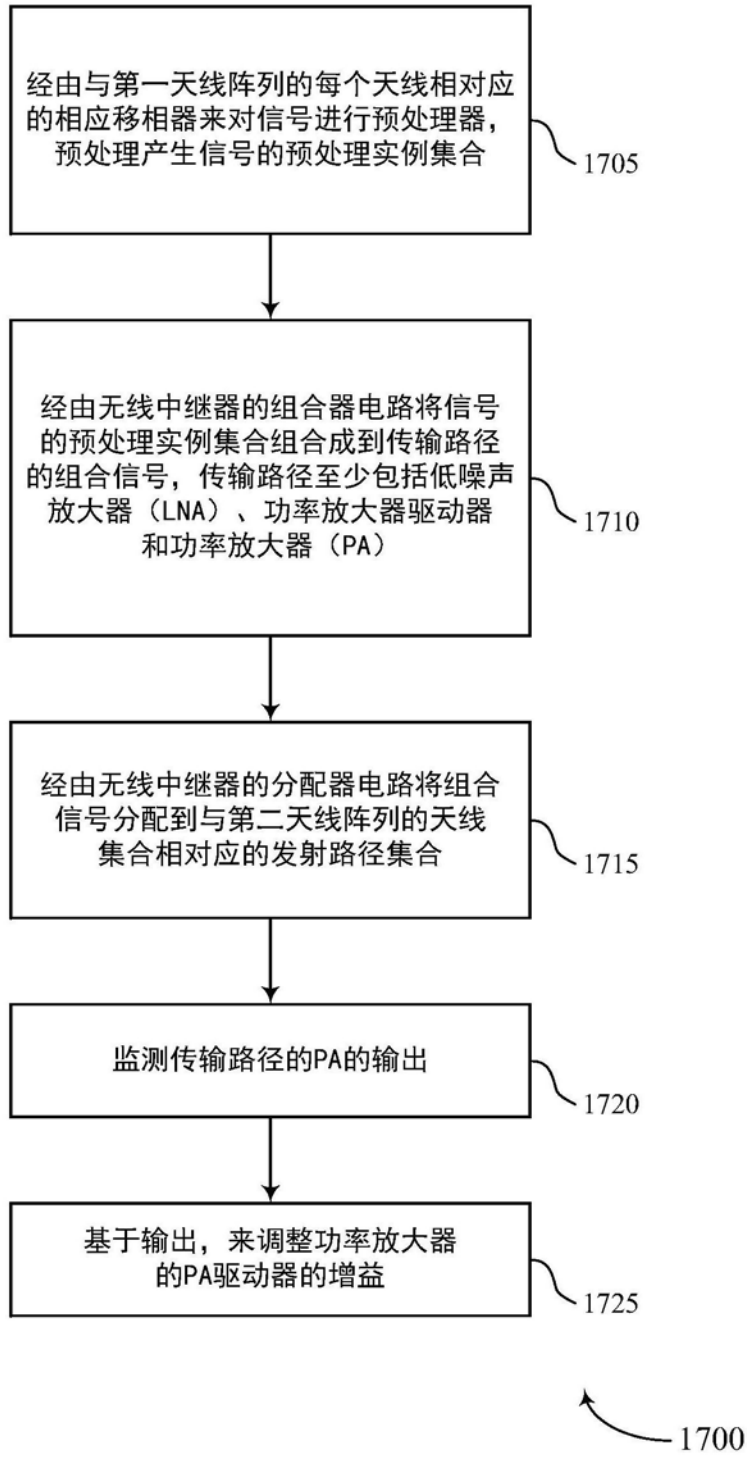 经由与第一天线阵列的每个天线相对应
的相应移相器来对信号进行预处理器，
预处理产生信号的预处理实例集合
1705
经由无线中继器的组合器电路将信号
的预处理实例集合组合成到传输路径
的组合信号，传输路径至少包括低噪声
放大器（LNA）、功率放大器驱动器
和功率放大器（PA）
1710
经由无线中继器的分配器电路将组合
信号分配到与第二天线阵列的天线
集合相对应的发射路径集合
1715
监测传输路径的PA的输出
1720
基于输出，来调整功率放大器
的PA驱动器的增益
1725
1700